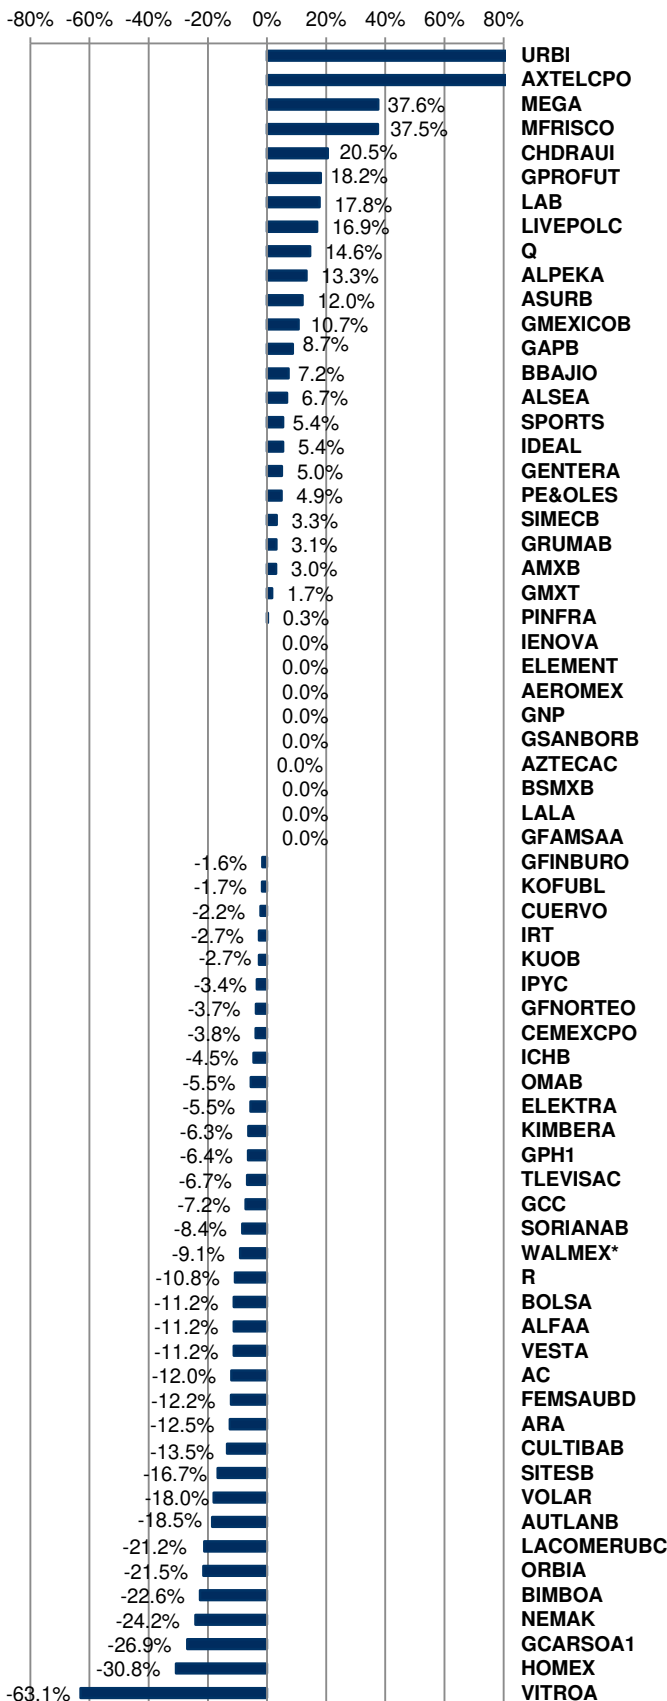 -80% -60% -40% -20% 0% 20% 40% 60% 80%
URBI
AXTELCPO
37.6% MEGA
37.5% MFRISCO
20.5% CHDRAUI
18.2% GPROFUT
17.8% LAB
16.9% LIVEPOLC
14.6% Q
13.3% ALPEKA
12.0% ASURB
10.7% GMEXICOB
8.7% GAPB
7.2% BBAJIO
6.7% ALSEA
5.4% SPORTS
5.4% IDEAL
5.0% GENTERA
4.9% PE&OLES
3.3% SIMECB
3.1% GRUMAB
3.0% AMXB
1.7% GMXT
0.3% PINFRA
0.0% IENOVA
0.0% ELEMENT
0.0% AEROMEX
0.0% GNP
0.0% GSANBORB
0.0% AZTECAC
0.0% BSMXB
0.0% LALA
0.0% GFAMSAA
-1.6% GFINBURO
-1.7% KOFUBL
-2.2% CUERVO
-2.7% IRT
-2.7% KUOB
-3.4% IPYC
-3.7% GFNORTEO
-3.8% CEMEXCPO
-4.5% ICHB
-5.5% OMAB
-5.5% ELEKTRA
-6.3% KIMBERA
-6.4% GPH1
-6.7% TLEVISAC
-7.2% GCC
-8.4% SORIANAB
-9.1% WALMEX*
-10.8% R
-11.2% BOLSA
-11.2% ALFAA
-11.2% VESTA
-12.0% AC
-12.2% FEMSAUBD
-12.5% ARA
-13.5% CULTIBAB
-16.7% SITESB
-18.0% VOLAR
-18.5% AUTLANB
-21.2% LACOMERUBC
-21.5% ORBIA
-22.6% BIMBOA
-24.2% NEMAK
-26.9% GCARSOA1
-30.8% HOMEX
-63.1% VITROA